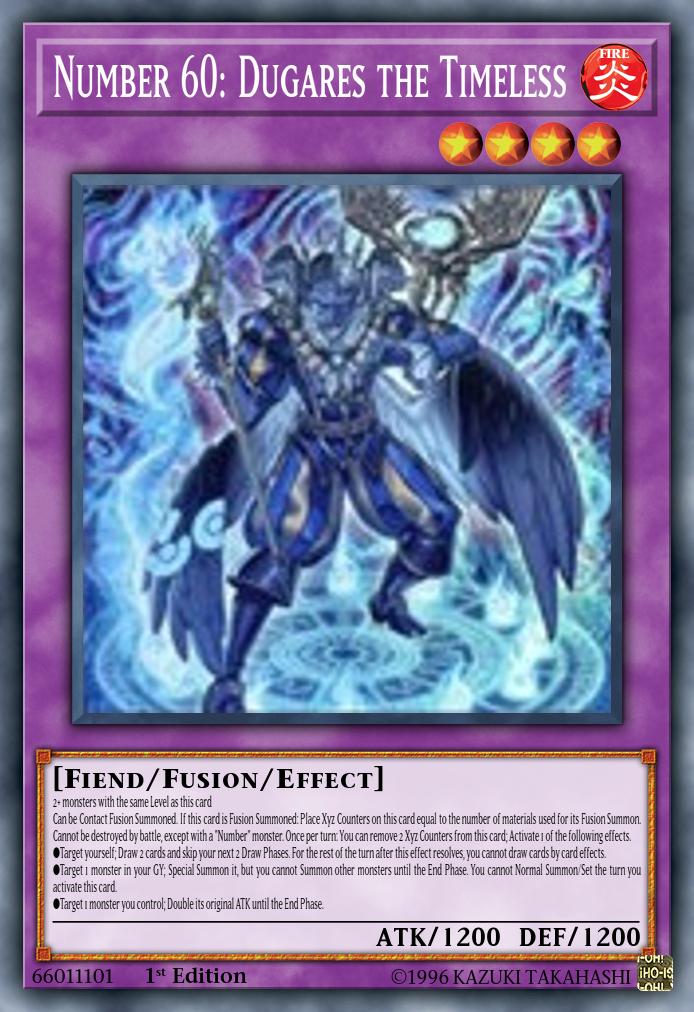 NUMBER 60: DUGARES THE TIMELESS
FIRE
炎
[FIEND/FUSION/EFFECT]
2+ monsters with the same Level as this card
Can be Contact Fusion Summoned. If this card is Fusion Summoned: Place Xyz Counters on this card equal to the number of materials used for its Fusion Summon.
Cannot be destroyed by battle, except with a "Number" monster. Once per turn: You can remove 2 Xyz Counters from this card; Activate 1 of the following effects.
●Target yourself; Draw 2 cards and skip your next 2 Draw Phases. For the rest of the turn after this effect resolves, you cannot draw cards by card effects.
●Target 1 monster in your GY; Special Summon it, but you cannot Summon other monsters until the End Phase. You cannot Normal Summon/Set the turn you
activate this card.
●Target 1 monster you control; Double its original ATK until the End Phase.
ATK/1200 DEF/1200
66011101 1st Edition ©1996 KAZUKI TAKAHASHI